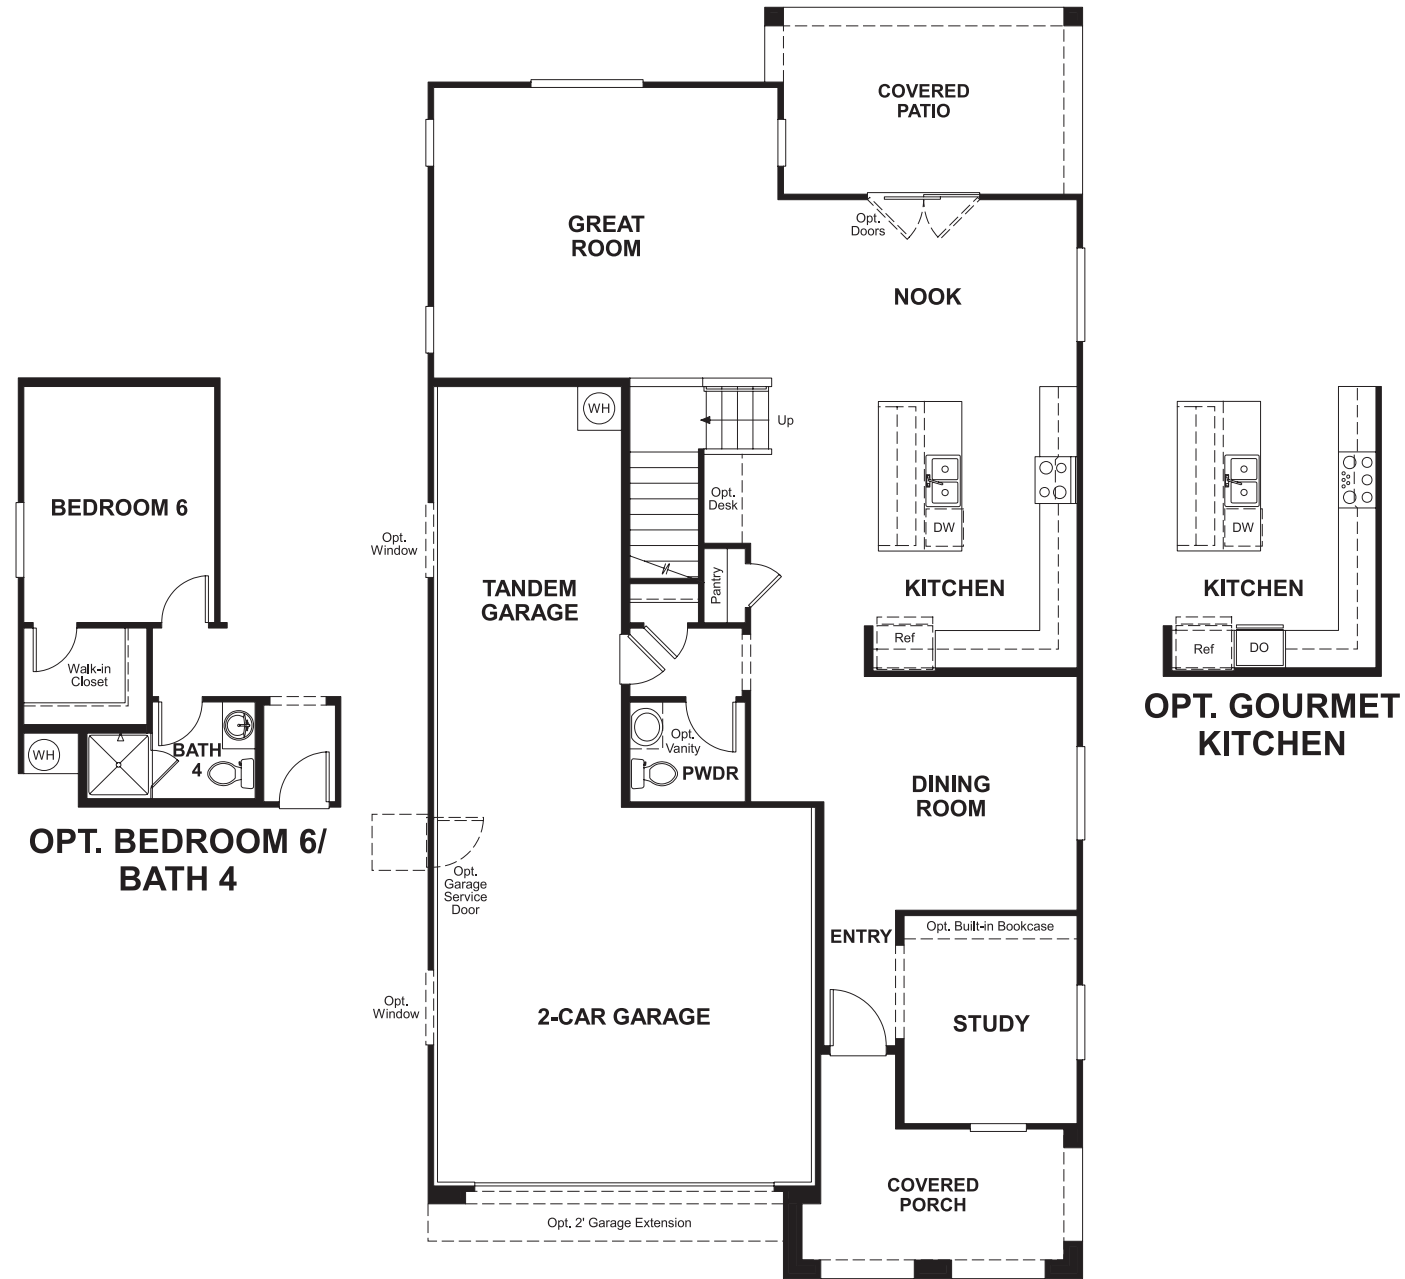 COVERED
PATIO
GREAT
ROOM
Opt.
Doors
NOOK
WH
Up
BEDROOM 6
Opt.
Desk
DW
DW
Opt.
Window
TANDEM
GARAGE
Pantry
KITCHEN
KITCHEN
Ref
Ref
DO
Walk-in
Closet
OPT. GOURMET
KITCHEN
WH
BATH
4
Opt.
Vanity
PWDR
DINING
ROOM
OPT. BEDROOM 6/
BATH 4
Opt.
Garage
Service
Door
ENTRY
Opt. Built-in Bookcase
Opt.
Window
2-CAR GARAGE
STUDY
COVERED
PORCH
Opt. 2' Garage Extension